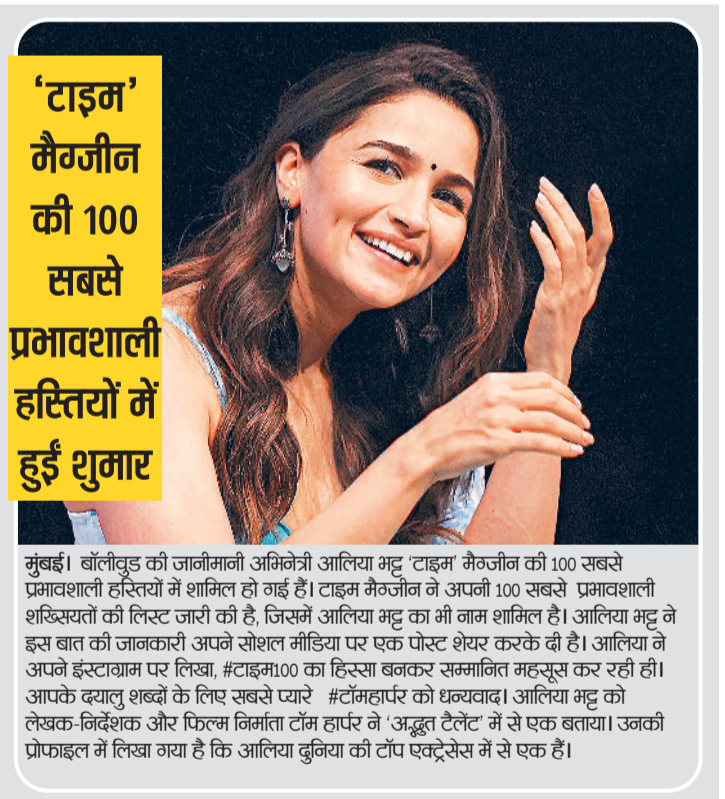 ‘टाइम’
मैग्जीन
की 100
सबसे
प्रभावशाली
हस्तियों में
हुईं शुमार
मुंबई। बॉलीवुड की जानीमानी अभिनेत्री आलिया भट्ट ‘टाइम’ मैग्जीन की 100 सबसे
प्रभावशाली हस्तियों में शामिल हो गई हैं। टाइम मैग्जीन ने अपनी 100 सबसे प्रभावशाली
शख्सियतों की लिस्ट जारी की है, जिसमें आलिया भट्ट का भी नाम शामिल है। आलिया भट्ट ने
इस बात की जानकारी अपने सोशल मीडिया पर एक पोस्ट शेयर करके दी है। आलिया ने
अपने इंस्टाग्राम पर लिखा, #टाइम100 का हिस्सा बनकर सम्मानित महसूस कर रही ही।
आपके दयालु शब्दों के लिए सबसे प्यारे #टॉमहार्पर को धन्यवाद। आलिया भट्ट को
लेखक-निर्देशक और फिल्म निर्माता टॉम हार्पर ने ‘अद्भुत टैलेंट’ में से एक बताया। उनकी
प्रोफाइल में लिखा गया है कि आलिया दुनिया की टॉप एक्ट्रेसेस में से एक हैं।